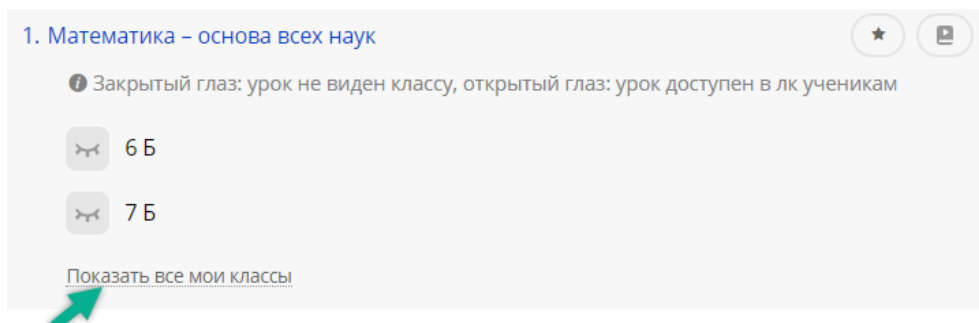 1. Математика – основа всех наук
Закрытый глаз: урок не виден классу, открытый глаз: урок доступен в лк ученикам
6 Б
7 Б
Показать все мои классы